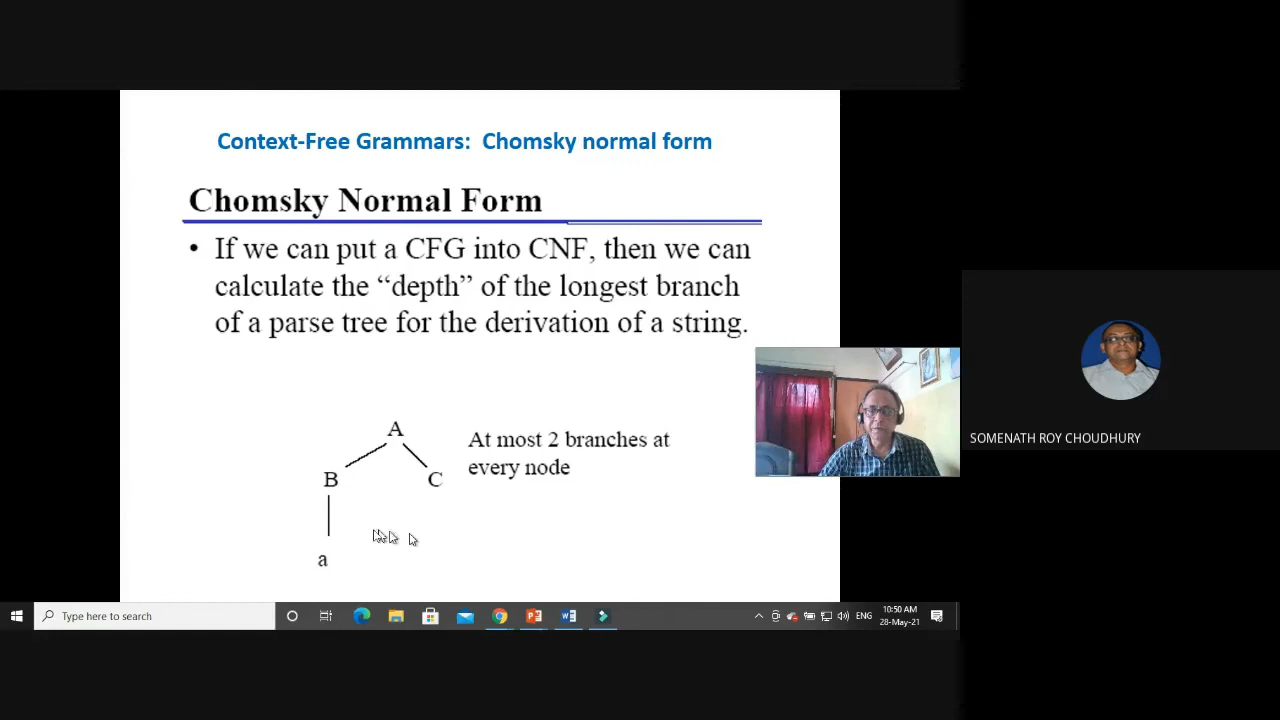 Context-Free Grammars: Chomsky normal form
Chomsky Normal Form
• If we can put a CFG into CNF, then we can
calculate the “depth” of the longest branch
of a parse tree for the derivation of a string.
A
At most 2 branches at
every node
B
C
a
SOMENATH ROY CHOUDHURY
Type here to search
ENG
10:50 AM
28-May-21